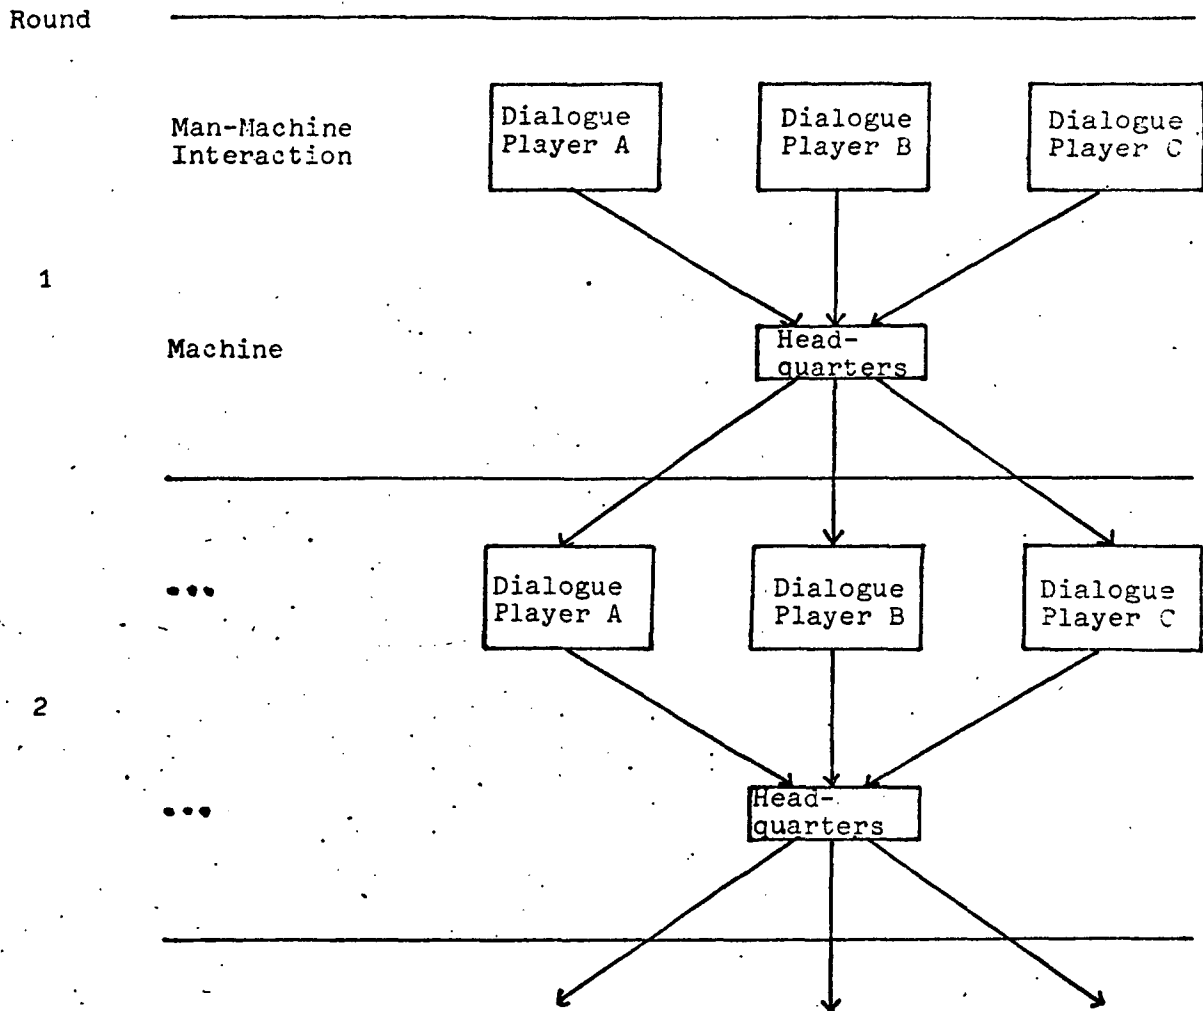 Round
Man-Machine
Interaction
Dialogue
Player A
Dialogue
Player B
Dialogue
Player C
1
Machine
Head-
quarters
•••
Dialogue
Player A
Dialogue
Player B
Dialogue
Player C
2
•••
Head-
quarters